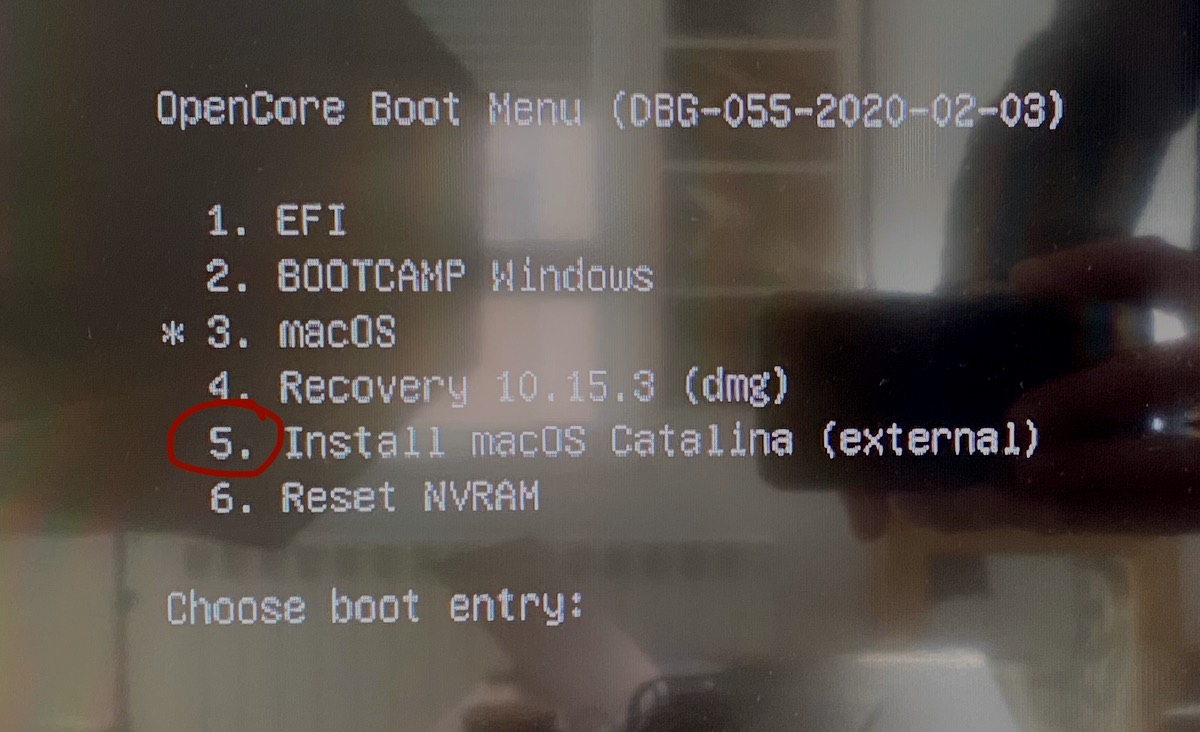 OpenCore Boot Menu (DBG-055-2020-02-03)
1. EFI
2. BOOTCAMP Windows
* 3. macOS
4. Recovery 10.15.3 (dmg)
5. Install macOS Catalina (external)
6. Reset NVRAM
Choose boot entry: